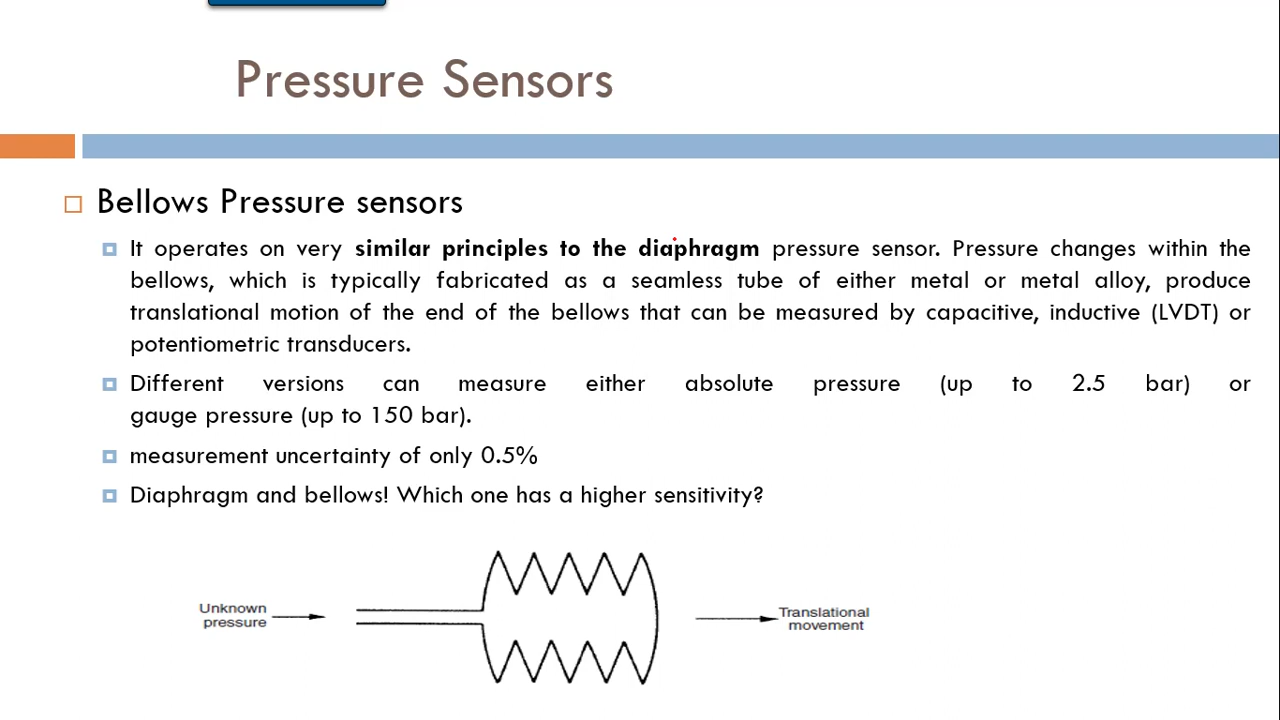 Pressure Sensors
Bellows Pressure sensors
It operates on very similar principles to the diaphragm pressure sensor. Pressure changes within the
bellows, which is typically fabricated as a seamless tube of either metal or metal alloy, produce
translational motion of the end of the bellows that can be measured by capacitive, inductive (LVDT) or
potentiometric transducers.
Different versions can measure either absolute pressure (up to 2.5 bar) or
gauge pressure (up to 150 bar).
measurement uncertainty of only 0.5%
Diaphragm and bellows! Which one has a higher sensitivity?
Unknown
pressure
Translational
movement